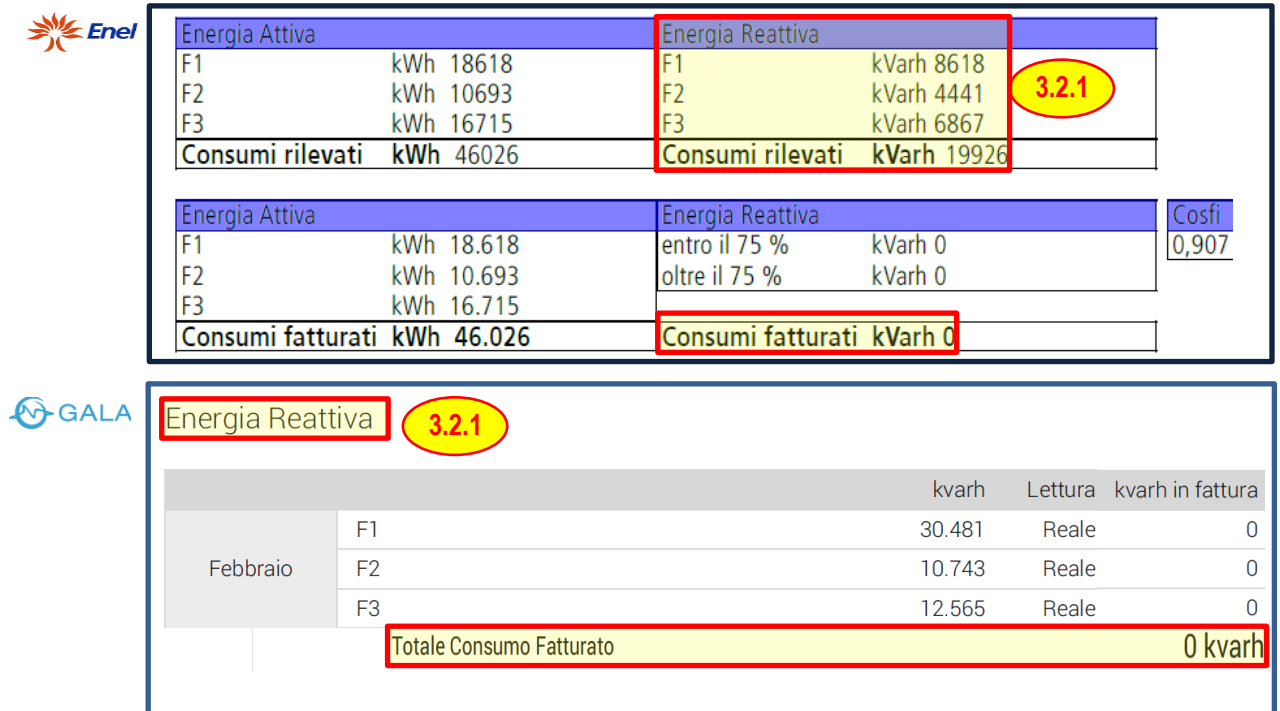 Enel
Energia Attiva Energia Reattiva
F1 kWh 18618 F1 kVarh 8618
3.2.1
F2 kWh 10693 F2 kVarh 4441
F3 kWh 16715 F3 kVarh 6867
Consumi rilevati kWh 46026 Consumi rilevati kVarh 19926
Energia Attiva Energia Reattiva Cosfi
F1 kWh 18.618 entro il 75 % kVarh 0 0,907
F2 kWh 10.693 oltre il 75 % kVarh 0
F3 kWh 16.715
Consumi fatturati kWh 46.026 Consumi fatturati kVarh 0
GALA
Energia Reattiva 3.2.1
kvarh Lettura kvarh in fattura
F1 30.481 Reale 0
Febbraio F2 10.743 Reale 0
F3 12.565 Reale 0
Totale Consumo Fatturato 0 kvarh